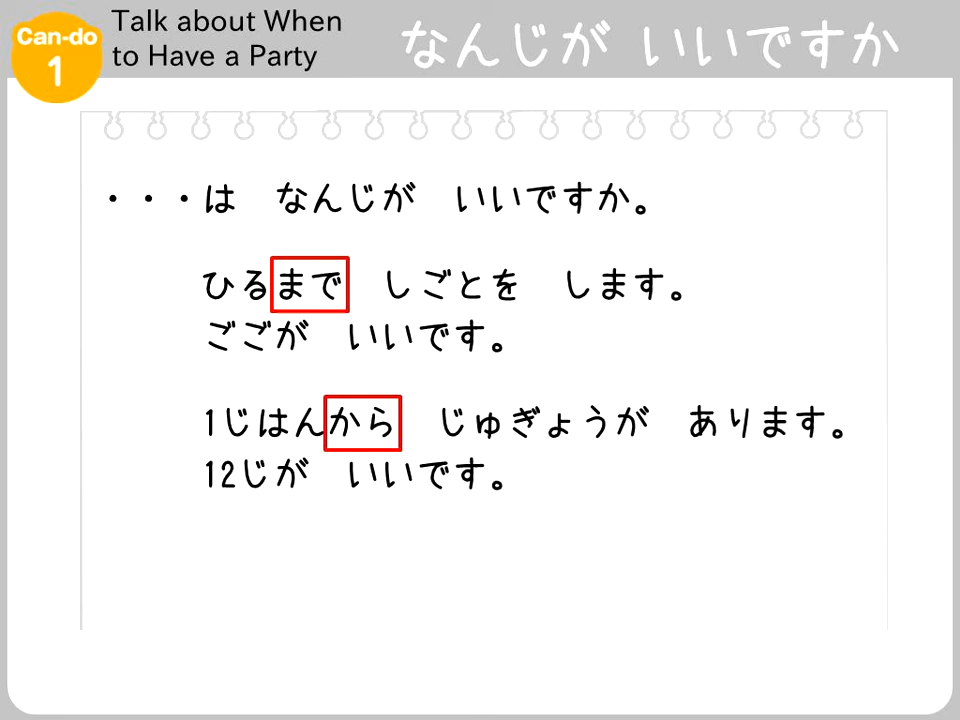 Can-do
1
Talk about When
to Have a Party
なんじが いいですか
・・・は なんじが いいですか。
ひるまで しごとを します。
ごごが いいです。
1じはんから じゅぎょうが あります。
12じが いいです。